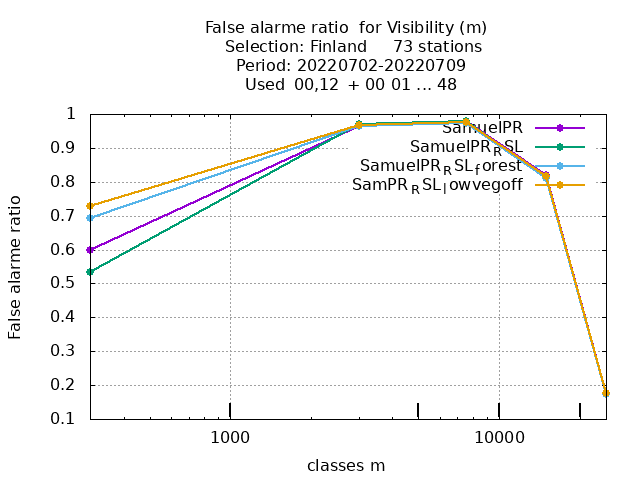 False alarme ratio  for Visibility (m)
Selection: Finland     73 stations
Period: 20220702-20220709
Used  00,12  + 00 01 ... 48
1
0.9
0.8
0.7
0.6
0.5
0.4
0.3
0.2
0.1
False alarme ratio
SamuelPR
SamuelPR_RSL
SamuelPR_RSL_forest
SamPR_RSL_lowvegoff
1000
10000
classes m